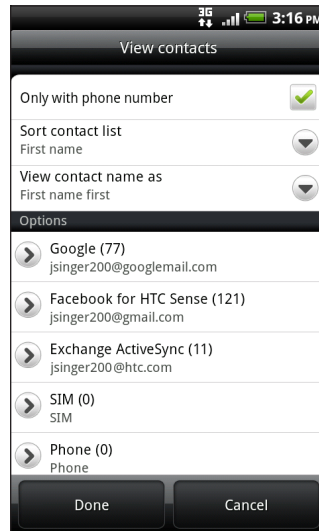 3G 3:16 PM
View contacts
Only with phone number
Sort contact list
First name
View contact name as
First name first
Options
Google (77)
jsinger200@googlemail.com
Facebook for HTC Sense (121)
jsinger200@gmail.com
Exchange ActiveSync (11)
jsinger200@htc.com
SIM (0)
SIM
Phone (0)
Phone
Done Cancel